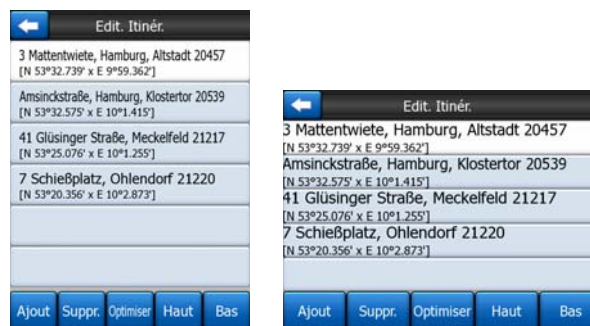 Edit. Itinér.
3 Mattentwiete, Hamburg, Altstadt 20457
[N 53°32.739' x E 9°59.362']
Amsinckstraße, Hamburg, Klostertor 20539
[N 53°32.575' x E 10°1.415']
41 Glüsinger Straße, Meckelfeld 21217
[N 53°25.076' x E 10°1.255']
7 Schießplatz, Ohlendorf 21220
[N 53°20.356' x E 10°2.873']
Ajout Suppr. Optimiser Haut Bas
Edit. Itinér.
3 Mattentwiete, Hamburg, Altstadt 20457
[N 53°32.739' x E 9°59.362']
Amsinckstraße, Hamburg, Klostertor 20539
[N 53°32.575' x E 10°1.415']
41 Glüsinger Straße, Meckelfeld 21217
[N 53°25.076' x E 10°1.255']
7 Schießplatz, Ohlendorf 21220
[N 53°20.356' x E 10°2.873']
Ajout Suppr. Optimiser Haut Bas